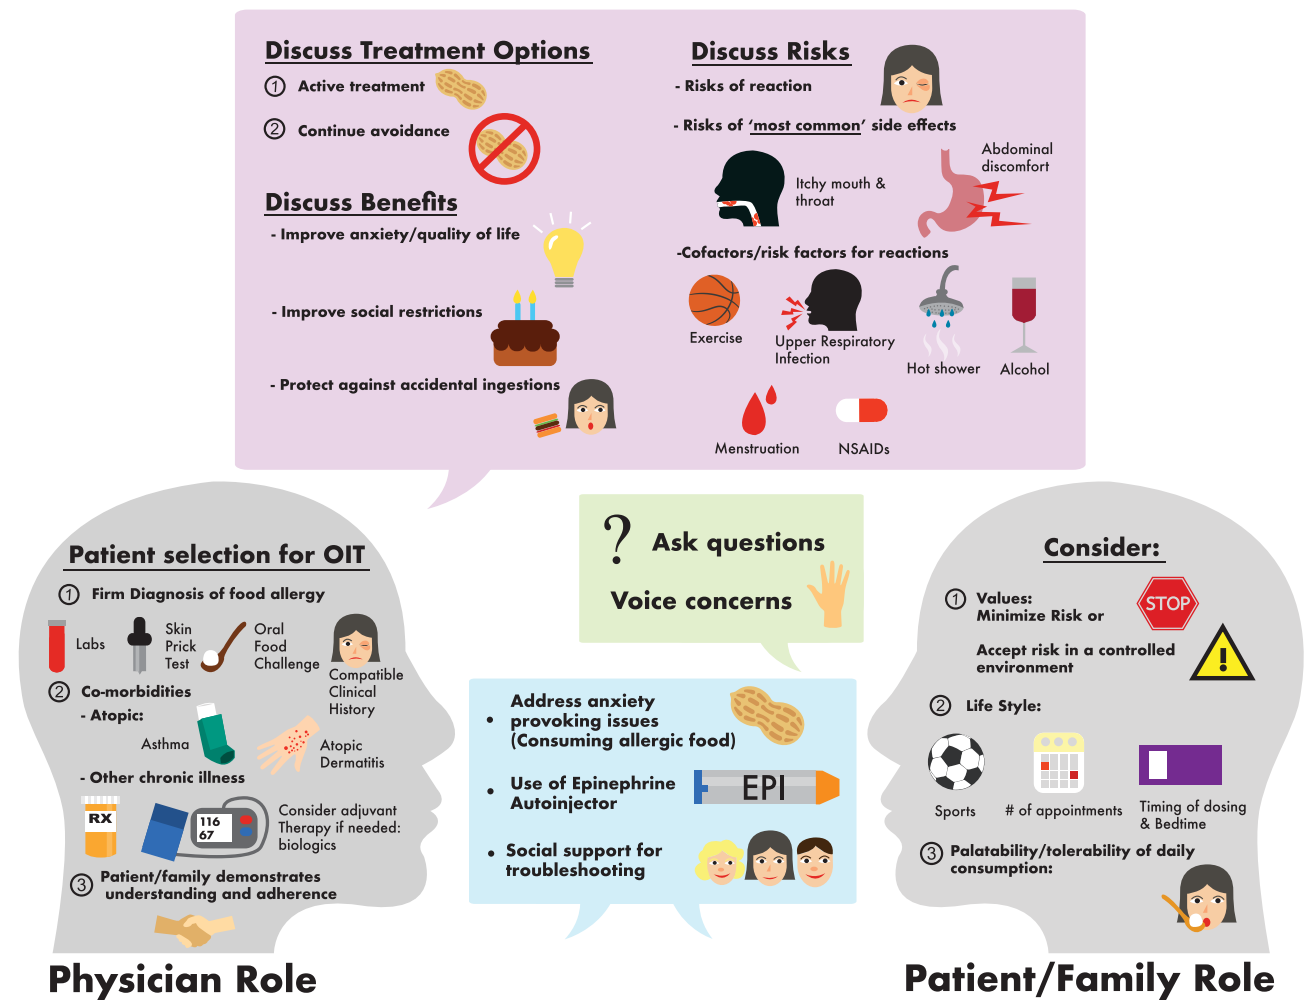 Discuss Treatment Options
1 Active treatment
2 Continue avoidance
Discuss Benefits
- Improve anxiety/quality of life
- Improve social restrictions
- Protect against accidental ingestions
Discuss Risks
- Risks of reaction
- Risks of ‘most common’ side effects
Itchy mouth &
throat
Abdominal
discomfort
-Cofactors/risk factors for reactions
Exercise
Upper Respiratory
Infection
Hot shower
Alcohol
Menstruation
NSAIDs
Patient selection for OIT
1 Firm Diagnosis of food allergy
Labs
Skin
Prick
Test
Oral
Food
Challenge
Compatible
Clinical
History
2 Co-morbidities
- Atopic:
Asthma
Atopic
Dermatitis
- Other chronic illness
RX
116
67
Consider adjuvant
Therapy if needed:
biologics
3 Patient/family demonstrates
understanding and adherence
Physician Role
? Ask questions
Voice concerns
• Address anxiety
provoking issues
(Consuming allergic food)
• Use of Epinephrine
Autoinjector
EPI
• Social support for
troubleshooting
Consider:
1 Values:
Minimize Risk or
STOP
Accept risk in a controlled
environment
!
2 Life Style:
Sports
# of appointments
Timing of dosing
& Bedtime
3 Palatability/tolerability of daily
consumption:
Patient/Family Role